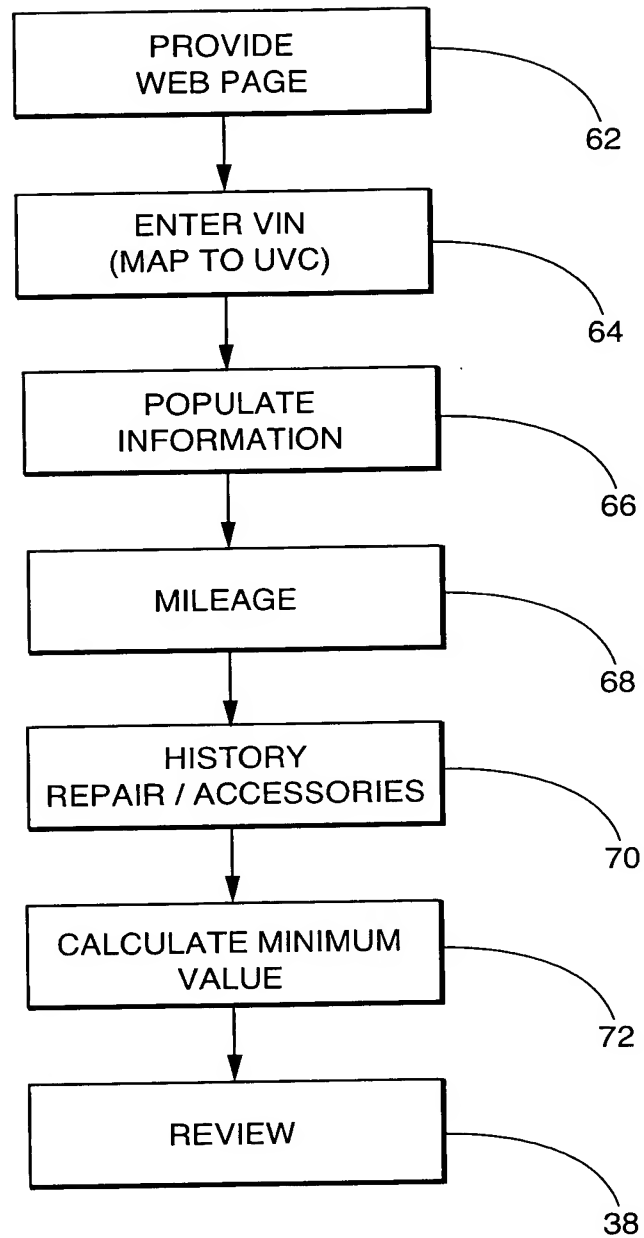 PROVIDE
WEB PAGE
62
ENTER VIN
(MAP TO UVC)
64
POPULATE
INFORMATION
66
MILEAGE
68
HISTORY
REPAIR / ACCESSORIES
70
CALCULATE MINIMUM
VALUE
72
REVIEW
38